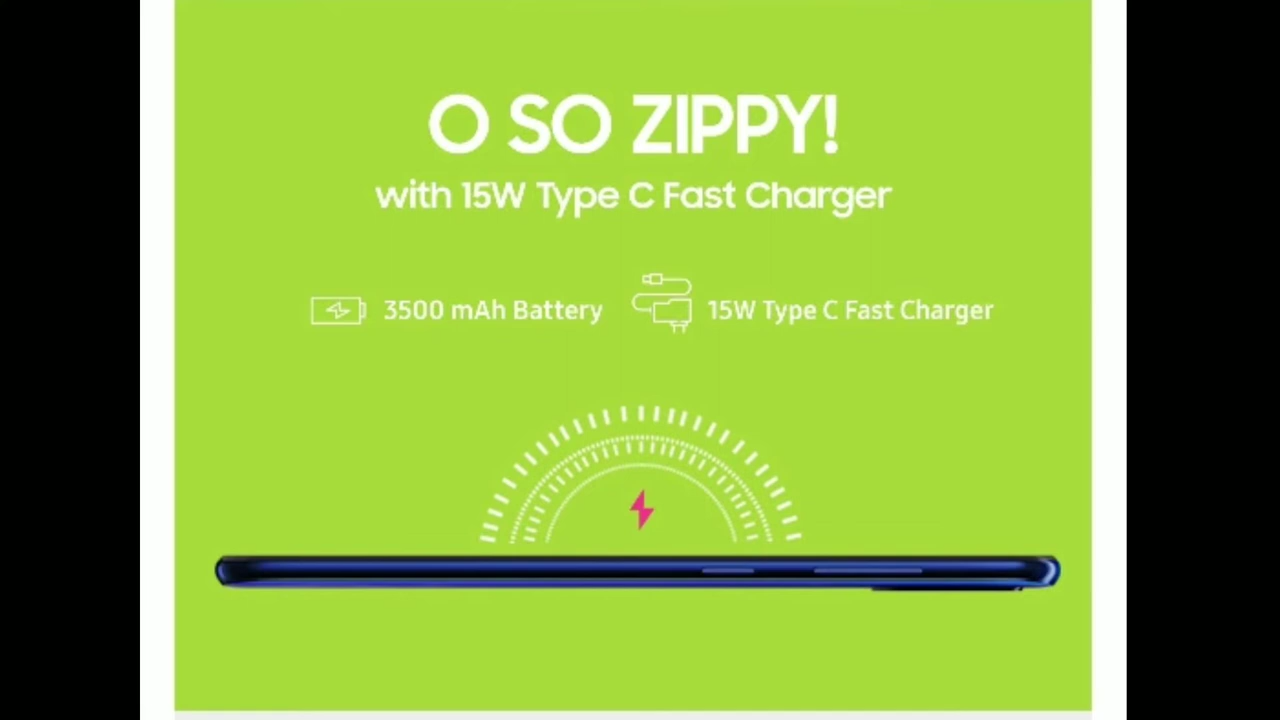 O SO ZIPPY!
with 15W Type C Fast Charger
3500 mAh Battery
15W Type C Fast Charger